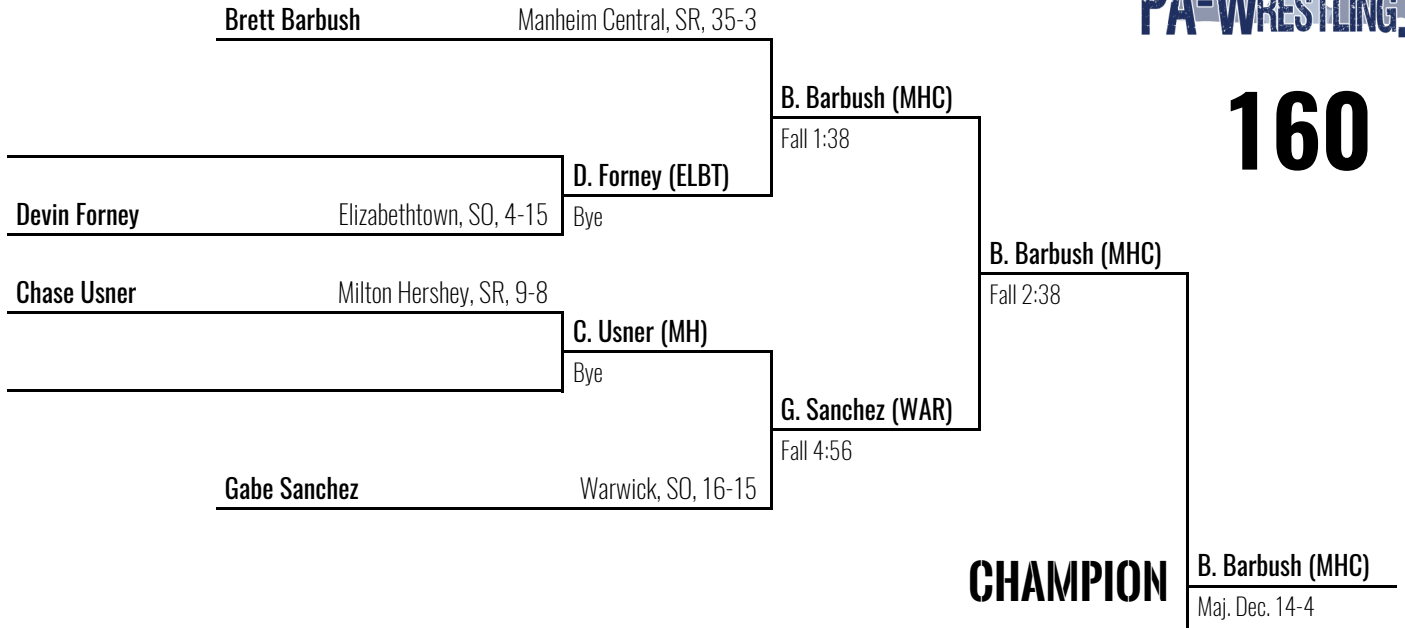 Brett Barbush Manheim Central, SR, 35-3
PA-WRESTLING.
B. Barbush (MHC)
Fall 1:38
160
D. Forney (ELBT)
Devin Forney Elizabethtown, SO, 4-15
Bye
B. Barbush (MHC)
Fall 2:38
Chase Usner Milton Hershey, SR, 9-8
C. Usner (MH)
Bye
G. Sanchez (WAR)
Fall 4:56
Gabe Sanchez Warwick, SO, 16-15
CHAMPION
B. Barbush (MHC)
Maj. Dec. 14-4